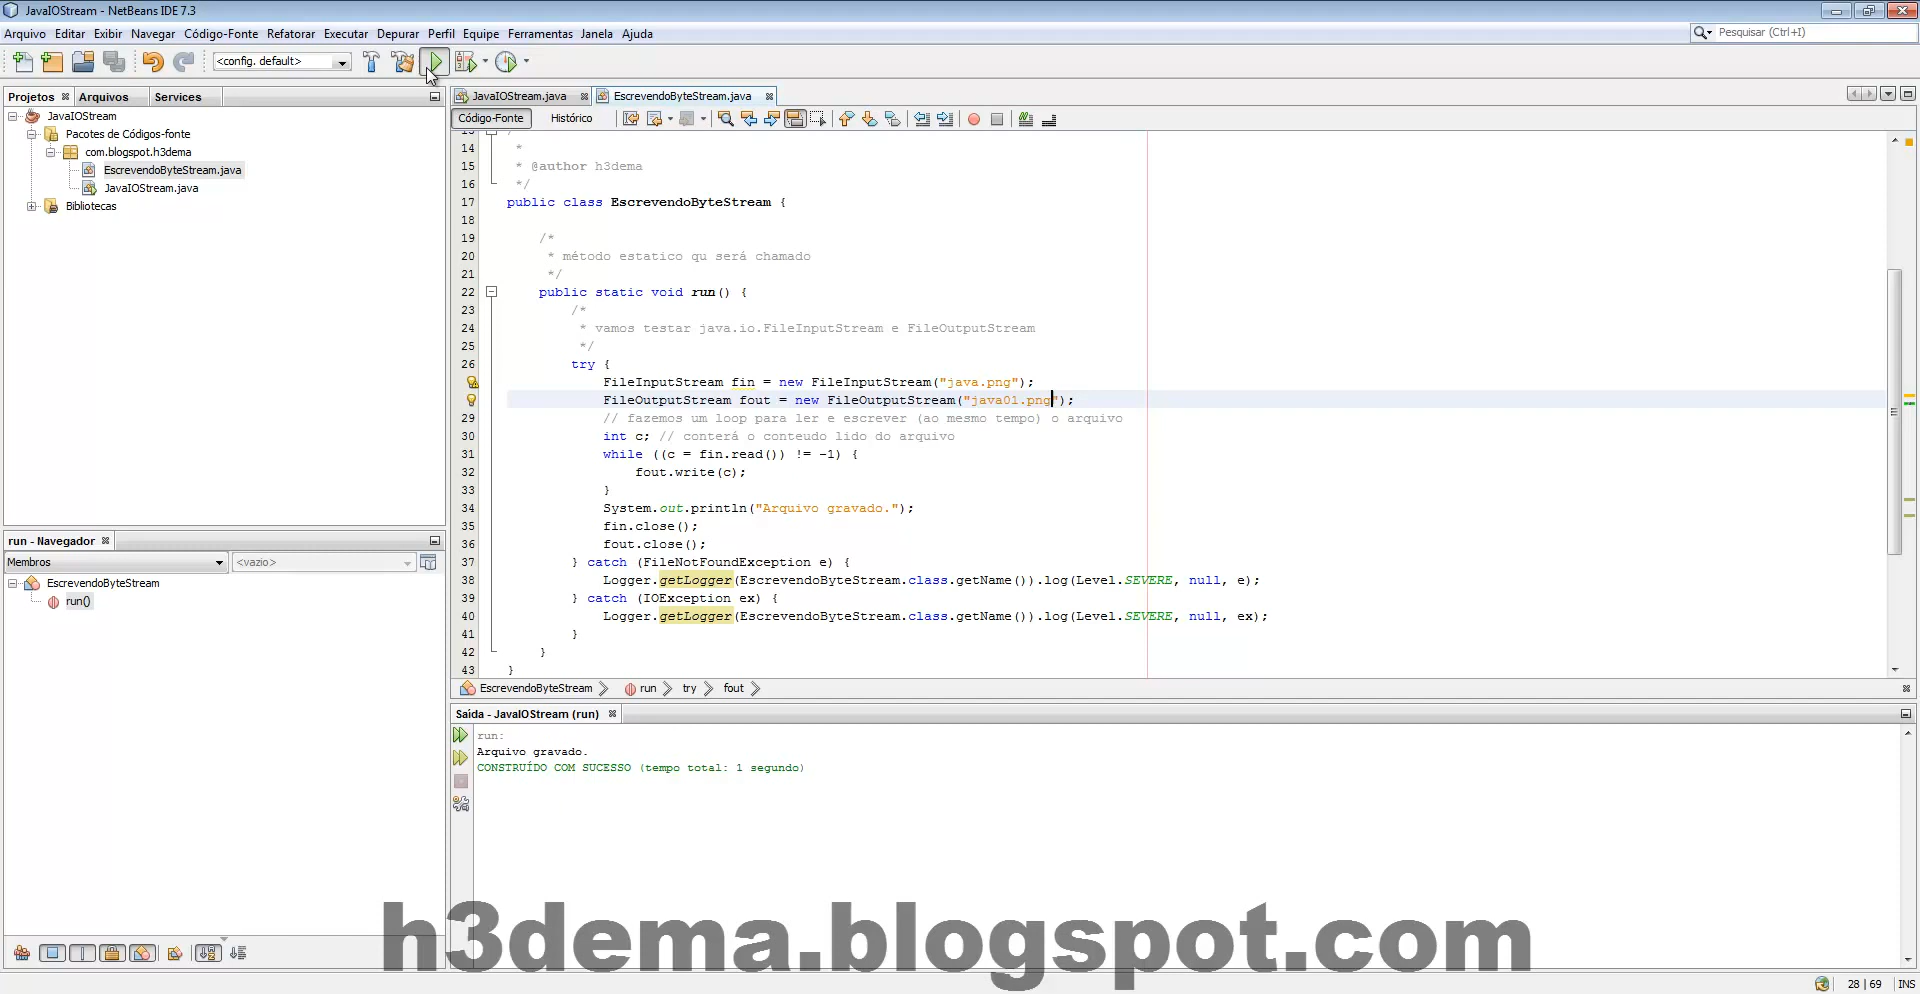 JavaIOStream - NetBeans IDE 7.3
Arquivo Editar Exibir Navegar Código-Fonte Refatorar Executar Depurar Perfil Equipe Ferramentas Janela Ajuda
Pesquisar (Ctrl+I)
<config. default>
Projetos Arquivos Services
JavaIOStream
Pacotes de Códigos-fonte
com.blogspot.h3dema
EscrevendoByteStream.java
JavaIOStream.java
Bibliotecas
run - Navegador
Membros <vazio>
EscrevendoByteStream
run()
JavaIOStream.java EscrevendoByteStream.java
Código-Fonte Histórico
14 *
15 * @author h3dema
16 */
17 public class EscrevendoByteStream {
18
19 /*
20 * método estatico qu será chamado
21 */
22 public static void run() {
23 /*
24 * vamos testar java.io.FileInputStream e FileOutputStream
25 */
26 try {
FileInputStream fin = new FileInputStream("java.png");
FileOutputStream fout = new FileOutputStream("java01.png");
29 // fazemos um loop para ler e escrever (ao mesmo tempo) o arquivo
30 int c; // conterá o conteudo lido do arquivo
31 while ((c = fin.read()) != -1) {
32 fout.write(c);
33 }
34 System.out.println("Arquivo gravado.");
35 fin.close();
36 fout.close();
37 } catch (FileNotFoundException e) {
38 Logger.getLogger(EscrevendoByteStream.class.getName()).log(Level.SEVERE, null, e);
39 } catch (IOException ex) {
40 Logger.getLogger(EscrevendoByteStream.class.getName()).log(Level.SEVERE, null, ex);
41 }
42 }
43 }
EscrevendoByteStream run try fout
Saída - JavaIOStream (run)
run:
Arquivo gravado.
CONSTRUÍDO COM SUCESSO (tempo total: 1 segundo)
h3dema.blogspot.com
28 | 69 INS